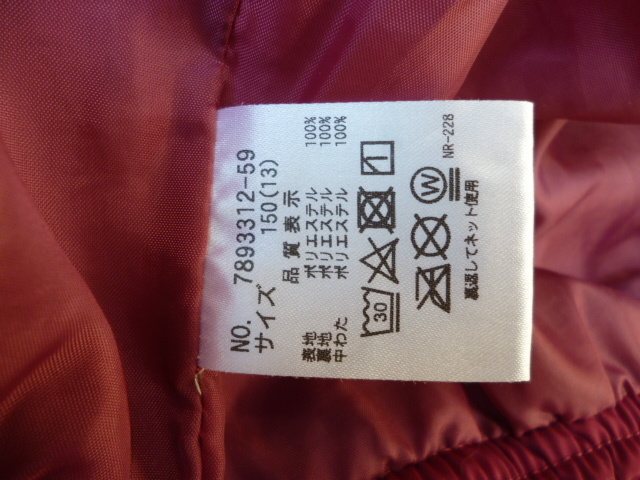 NO. 7893312-59
サイズ 150(13)
品質表示
表地 ポリエステル 100%
裏地 ポリエステル 100%
中わた ポリエステル 100%
30
W
裏返してネット使用
NR-228